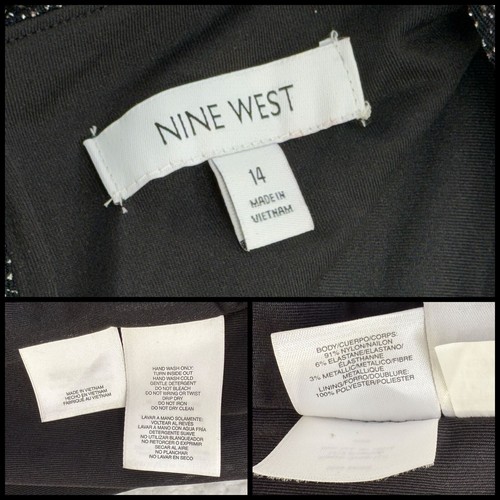 NINE WEST
14
MADE IN
VIETNAM
MADE IN VIETNAM
HECHO EN VIETNAM
FABRIQUÉ AU VIETNAM
HAND WASH ONLY
TURN INSIDE OUT
HAND WASH COLD
GENTLE DETERGENT
DO NOT BLEACH
DO NOT WRING OR TWIST
DRIP DRY
DO NOT IRON
DO NOT DRY CLEAN
LAVAR A MANO SOLAMENTE:
VOLTEAR AL REVÉS
LAVAR A MANO CON AGUA FRÍA
DETERGENTE SUAVE
NO UTILIZAR BLANQUEADOR
NO RETORCER O EXPRIMIR
SECAR AL AIRE
NO PLANCHAR
NO LAVAR EN SECO
BODY/CUERPO/CORPS:
91% NYLON/NAILON
6% ELASTANE/ELASTANO/
ÉLASTHANNE
3% METALLIC/METALICO/FIBRE
METALLIQUE
LINING/FORRO/DOUBLURE:
100% POLYESTER/POLIESTER